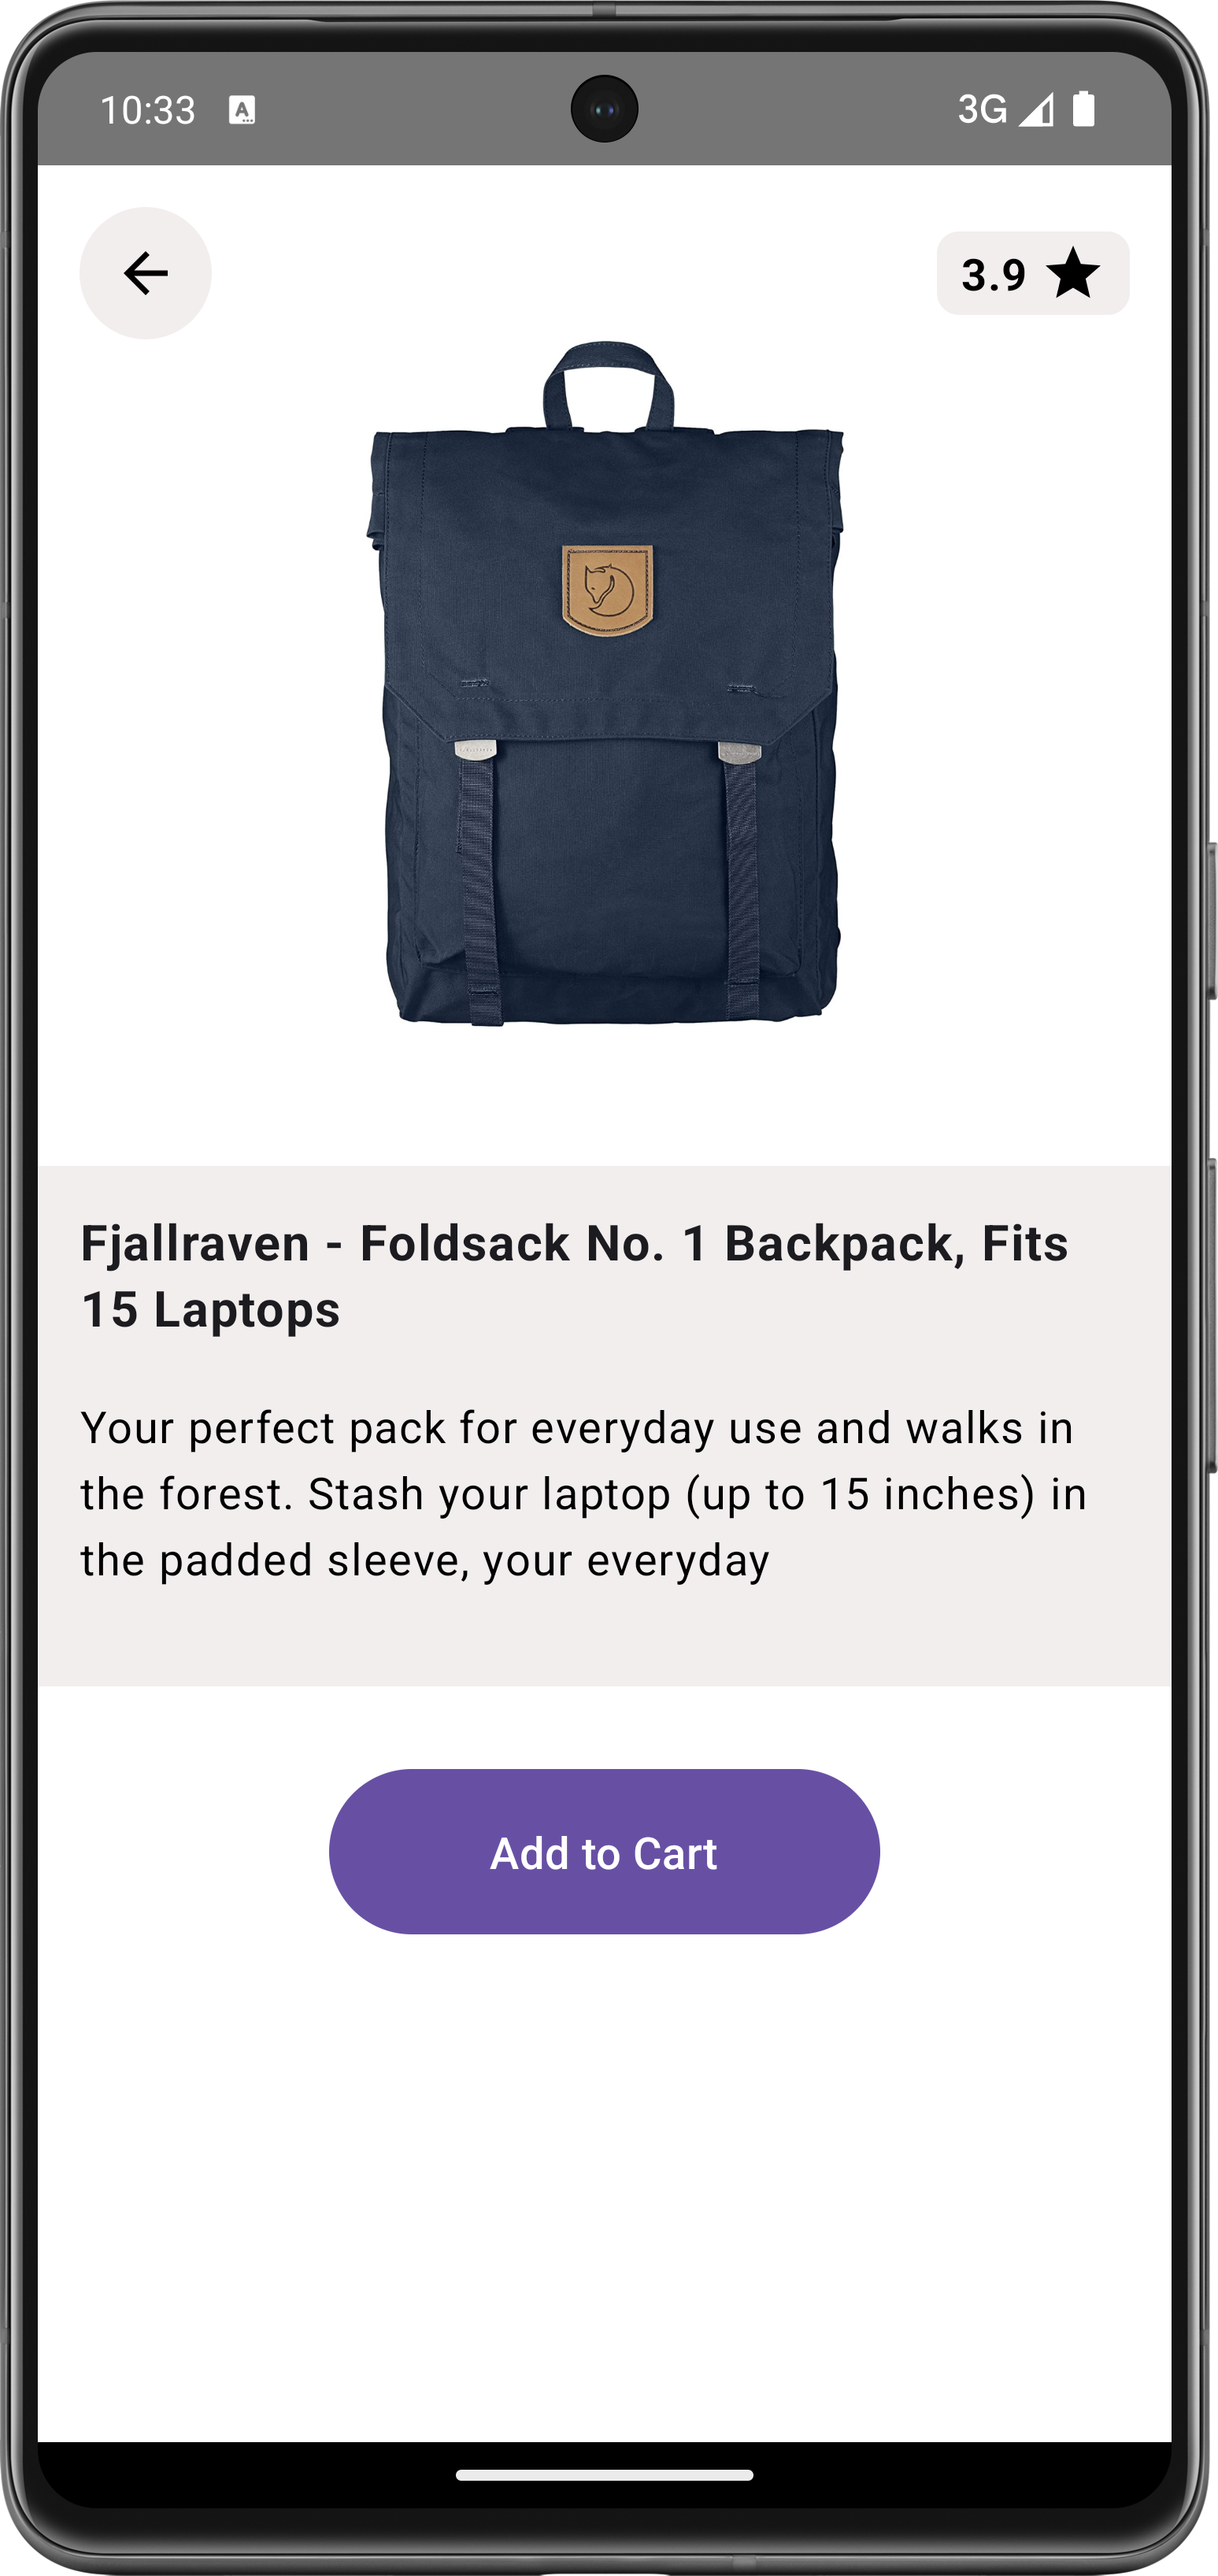 10:33
3G
3.9
Fjallraven - Foldsack No. 1 Backpack, Fits
15 Laptops
Your perfect pack for everyday use and walks in
the forest. Stash your laptop (up to 15 inches) in
the padded sleeve, your everyday
Add to Cart